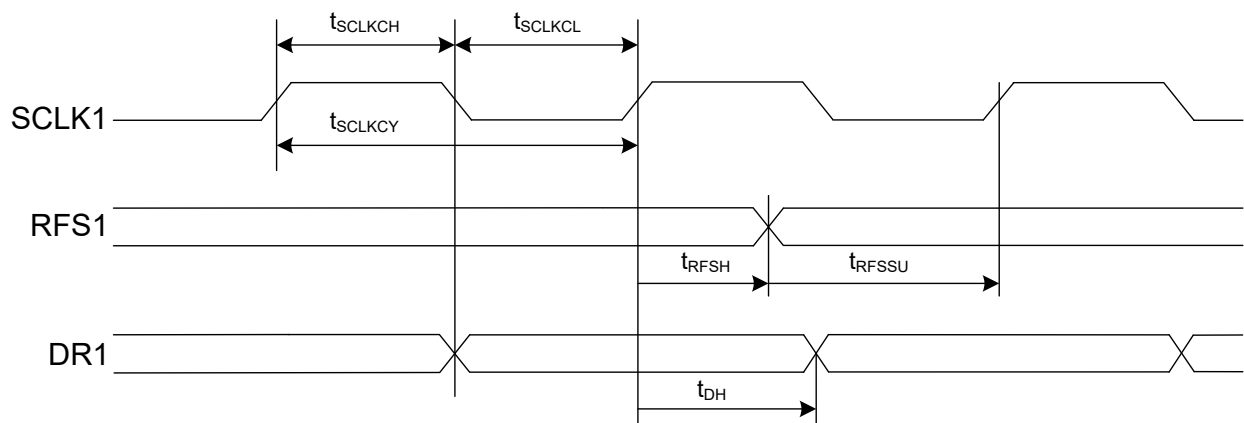 tSCLKCH tSCLKCL
SCLK1
tSCLKCY
RFS1
tRFSH tRFSSU
DR1
tDH